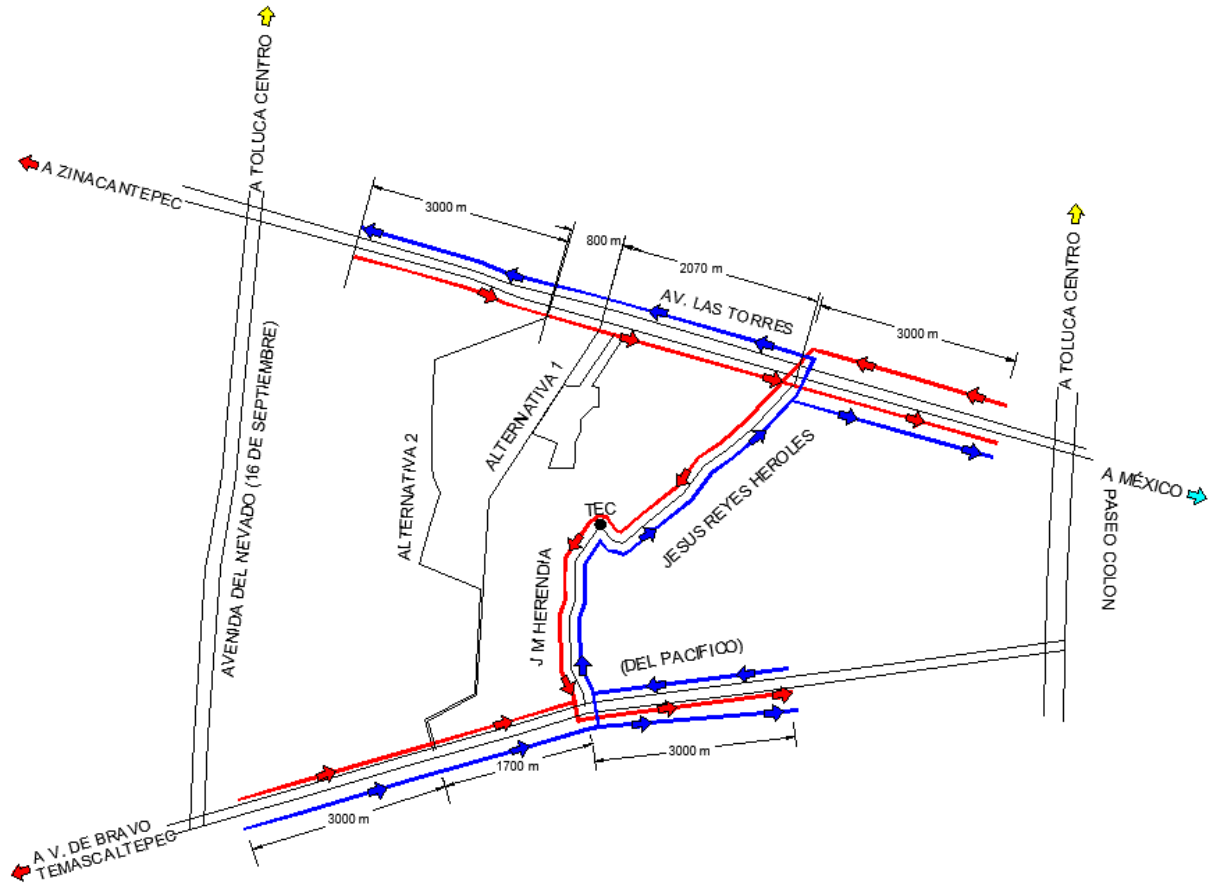 A TOLUCA CENTRO
A ZINACANTEPEC
3000 m
800 m
2070 m
AV. LAS TORRES
3000 m
A TOLUCA CENTRO
AVENIDA DEL NEVADO (16 DE SEPTIEMBRE)
ALTERNATIVA 2
ALTERNATIVA 1
JESUS REYES HEROLES
A MÉXICO
PASEO COLON
TEC
J M HERENDIA
(DEL PACIFICO)
1700 m
3000 m
3000 m
A V. DE BRAVO
TEMASCALTEPEC